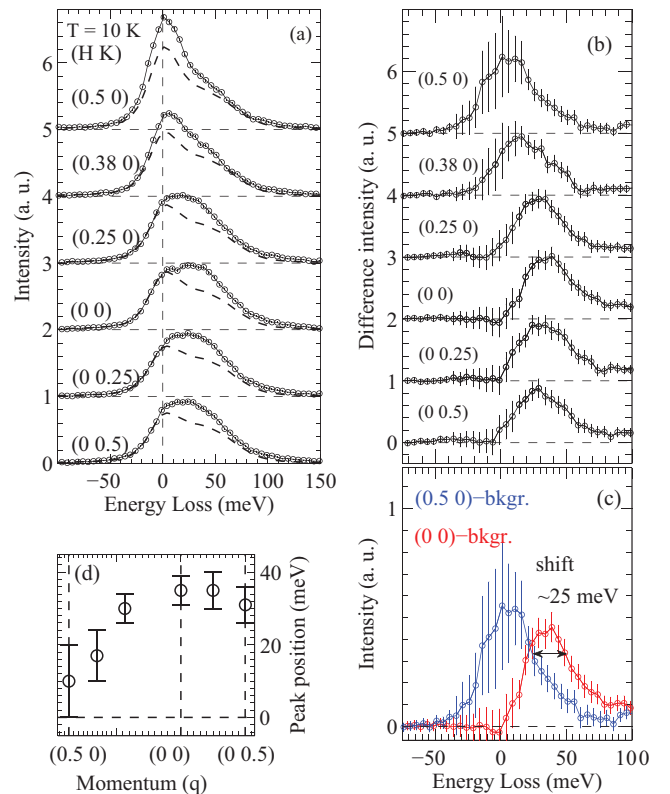 T = 10 K
(H K)
(a)
(0.5 0)
(0.38 0)
(0.25 0)
(0 0)
(0 0.25)
(0 0.5)
6
5
4
3
2
1
0
Intensity (a. u.)
−50 0 50 100 150
Energy Loss (meV)
(b)
(0.5 0)
(0.38 0)
(0.25 0)
(0 0)
(0 0.25)
(0 0.5)
6
5
4
3
2
1
0
Difference intensity (a. u.)
(c)
(0.5 0)−bkgr.
(0 0)−bkgr.
shift
~25 meV
1
0
Intensity (a. u.)
−50 0 50 100
Energy Loss (meV)
(d)
40
20
0
Peak position (meV)
(0.5 0) (0 0) (0 0.5)
Momentum (q)